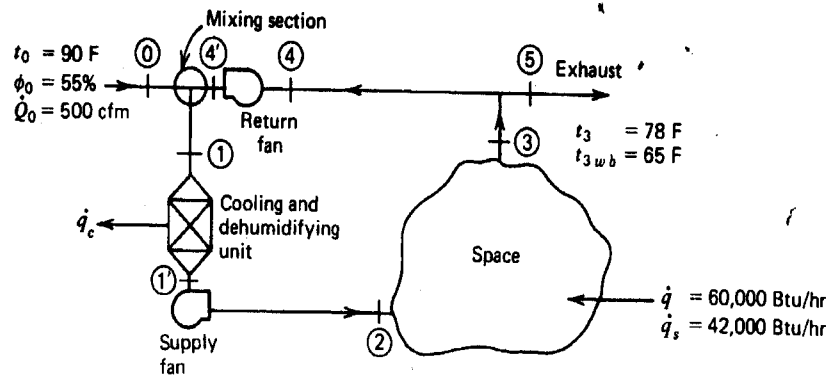 Mixing section
t₀ = 90 F
ϕ₀ = 55%
Q̇₀ = 500 cfm
0
4'
4
5
Exhaust
Return
fan
3
t₃ = 78 F
t₃ wb = 65 F
1
q̇c
Cooling and
dehumidifying
unit
Space
1'
q̇ = 60,000 Btu/hr
q̇s = 42,000 Btu/hr
2
Supply
fan